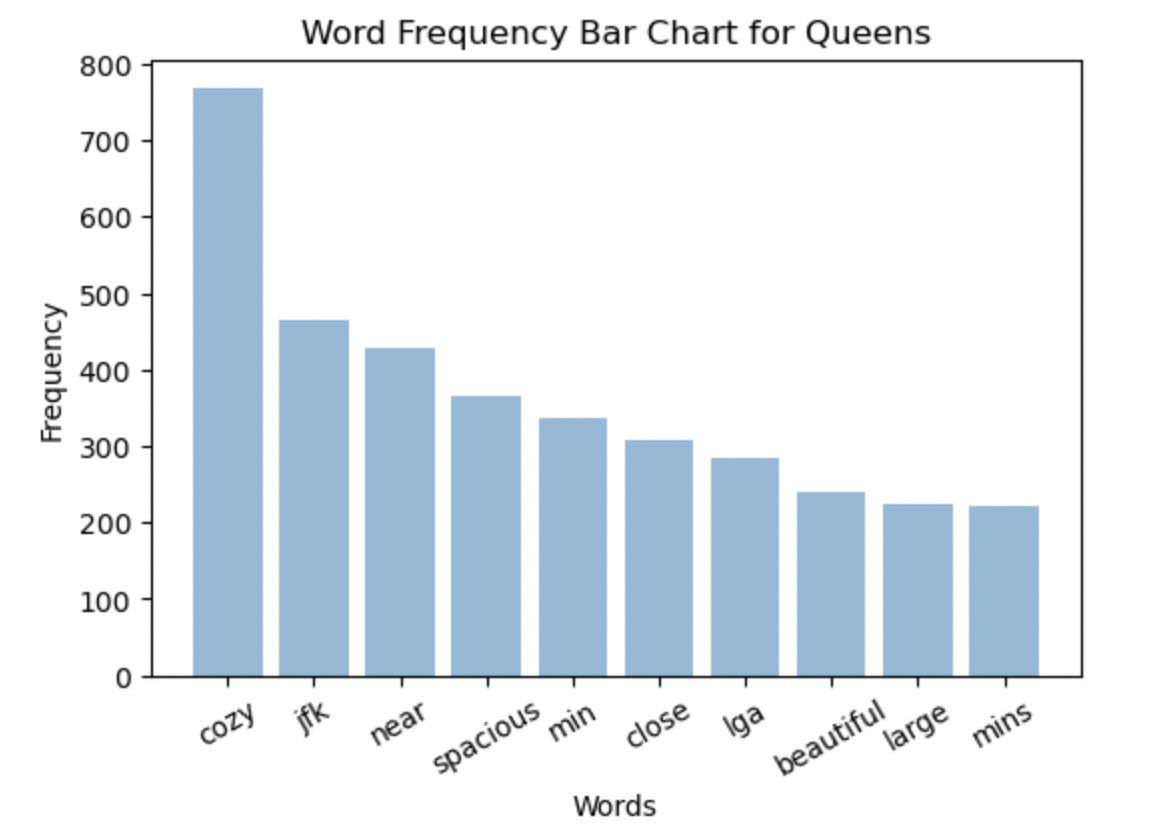 Word Frequency Bar Chart for Queens
800
700
600
500
400
300
200
100
0
Frequency
cozy
jfk
near
spacious
min
close
lga
beautiful
large
mins
Words